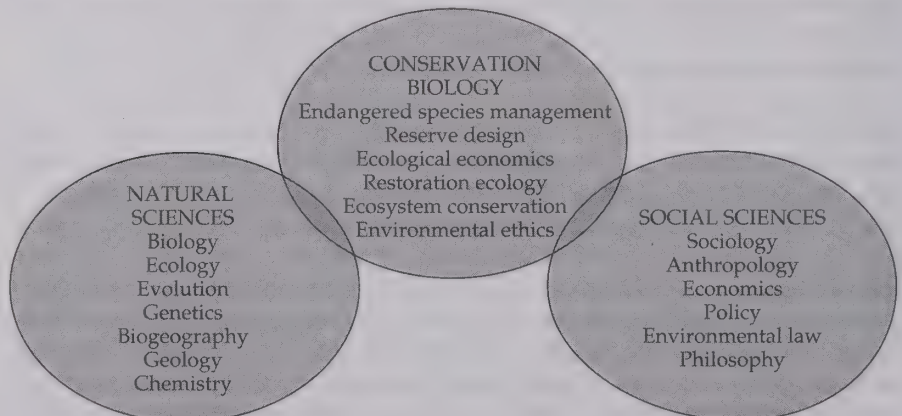 CONSERVATION
BIOLOGY
Endangered species management
Reserve design
Ecological economics
Restoration ecology
Ecosystem conservation
Environmental ethics
NATURAL
SCIENCES
Biology
Ecology
Evolution
Genetics
Biogeography
Geology
Chemistry
SOCIAL SCIENCES
Sociology
Anthropology
Economics
Policy
Environmental law
Philosophy